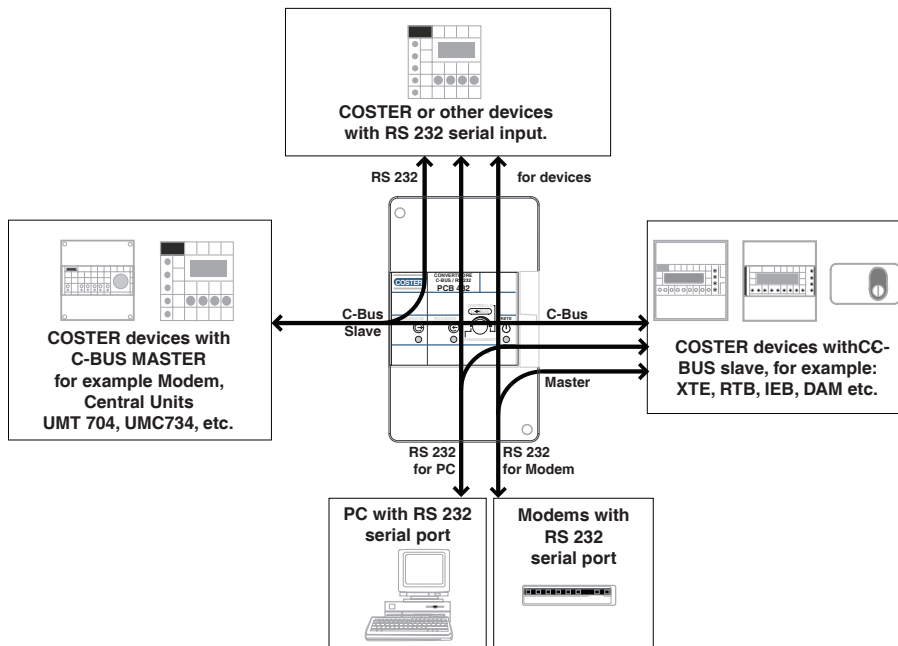 COSTER or other devices
with RS 232 serial input.
RS 232
for devices
COSTER
CONVERTITORE
C-BUS / RS 232
PCB 432
C-Bus
Slave
C-Bus
Master
COSTER devices with
C-BUS MASTER
for example Modem,
Central Units
UMT 704, UMC734, etc.
COSTER devices withCC-
BUS slave, for example:
XTE, RTB, IEB, DAM etc.
RS 232
for PC
RS 232
for Modem
PC with RS 232
serial port
Modems with
RS 232
serial port